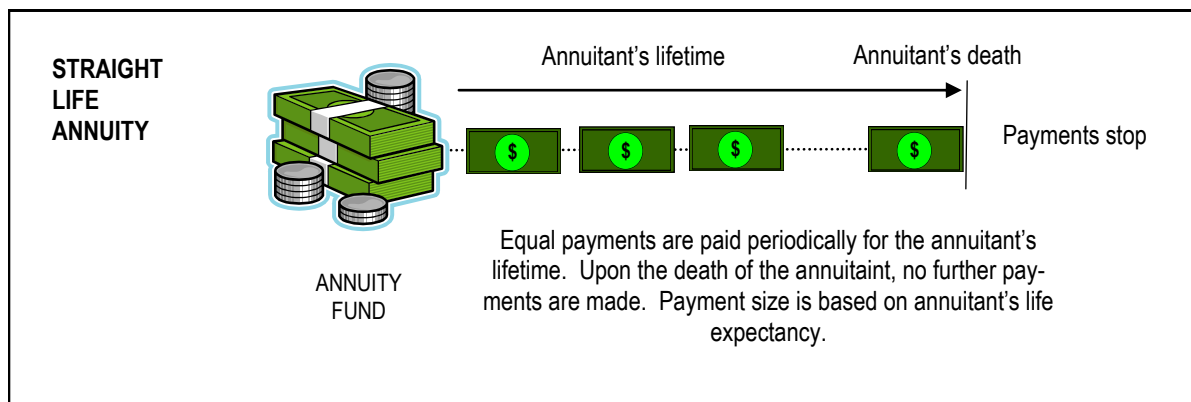 STRAIGHT
LIFE
ANNUITY
Annuitant’s lifetime
Annuitant’s death
$ $ $ $
Payments stop
ANNUITY
FUND
Equal payments are paid periodically for the annuitant’s
lifetime.  Upon the death of the annuitaint, no further pay-
ments are made.  Payment size is based on annuitant’s life
expectancy.